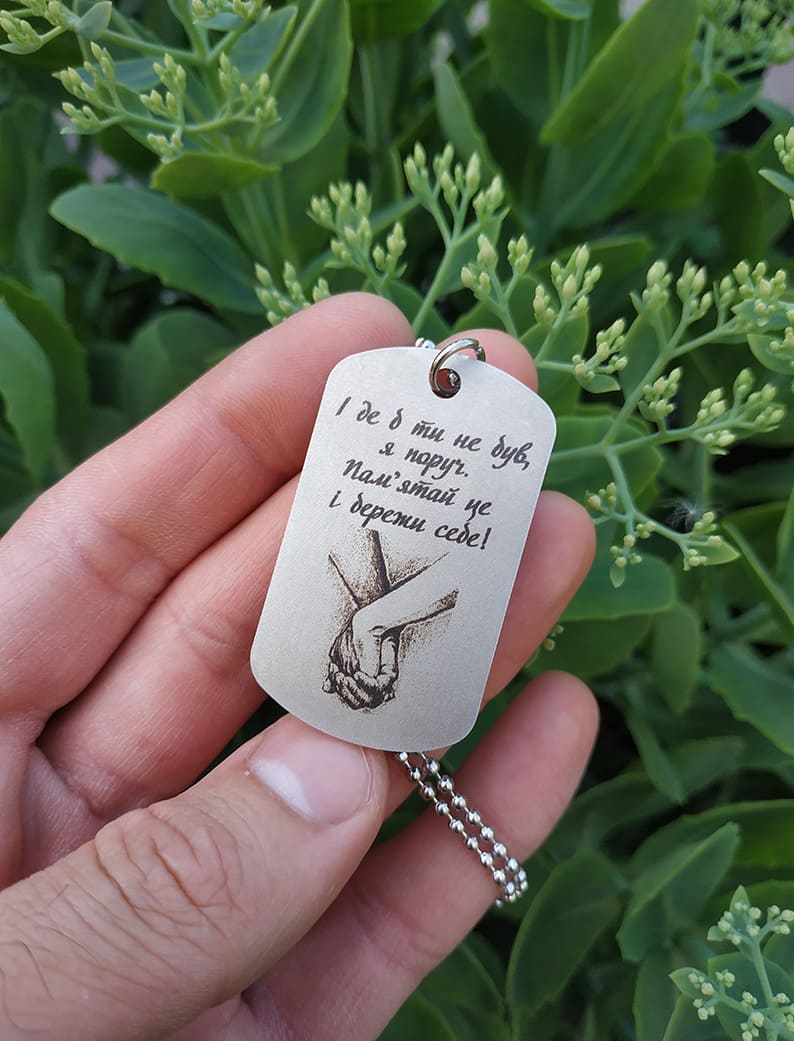 І де б ти не був,
я поруч.
Пам'ятай це
і бережи себе!